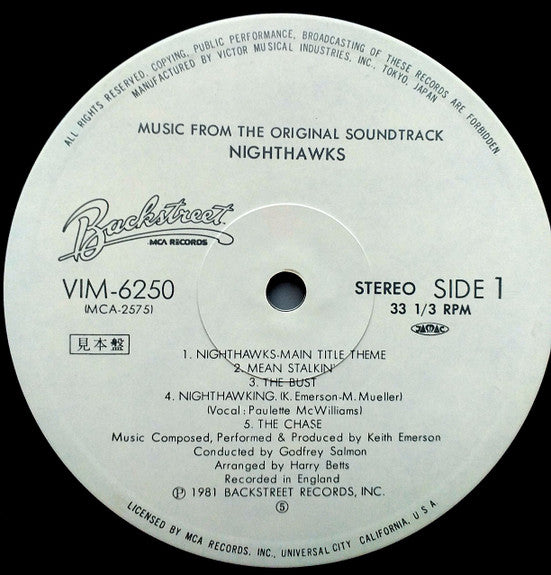 ALL RIGHTS RESERVED. COPYING, PUBLIC PERFORMANCE, BROADCASTING OF THESE RECORDS ARE FORBIDDEN
MANUFACTURED BY VICTOR MUSICAL INDUSTRIES, INC., TOKYO, JAPAN
MUSIC FROM THE ORIGINAL SOUNDTRACK
NIGHTHAWKS
Backstreet
MCA RECORDS
VIM-6250
(MCA-2575)
STEREO SIDE 1
33 1/3 RPM
JASRAC
見本盤
1. NIGHTHAWKS-MAIN TITLE THEME
2. MEAN STALKIN'
3. THE BUST
4. NIGHTHAWKING. (K. Emerson-M. Mueller)
(Vocal : Paulette McWilliams)
5. THE CHASE
Music Composed, Performed & Produced by Keith Emerson
Conducted by Godfrey Salmon
Arranged by Harry Betts
Recorded in England
Ⓟ 1981 BACKSTREET RECORDS, INC.
⑤
LICENSED BY MCA RECORDS, INC., UNIVERSAL CITY, CALIFORNIA, U S A